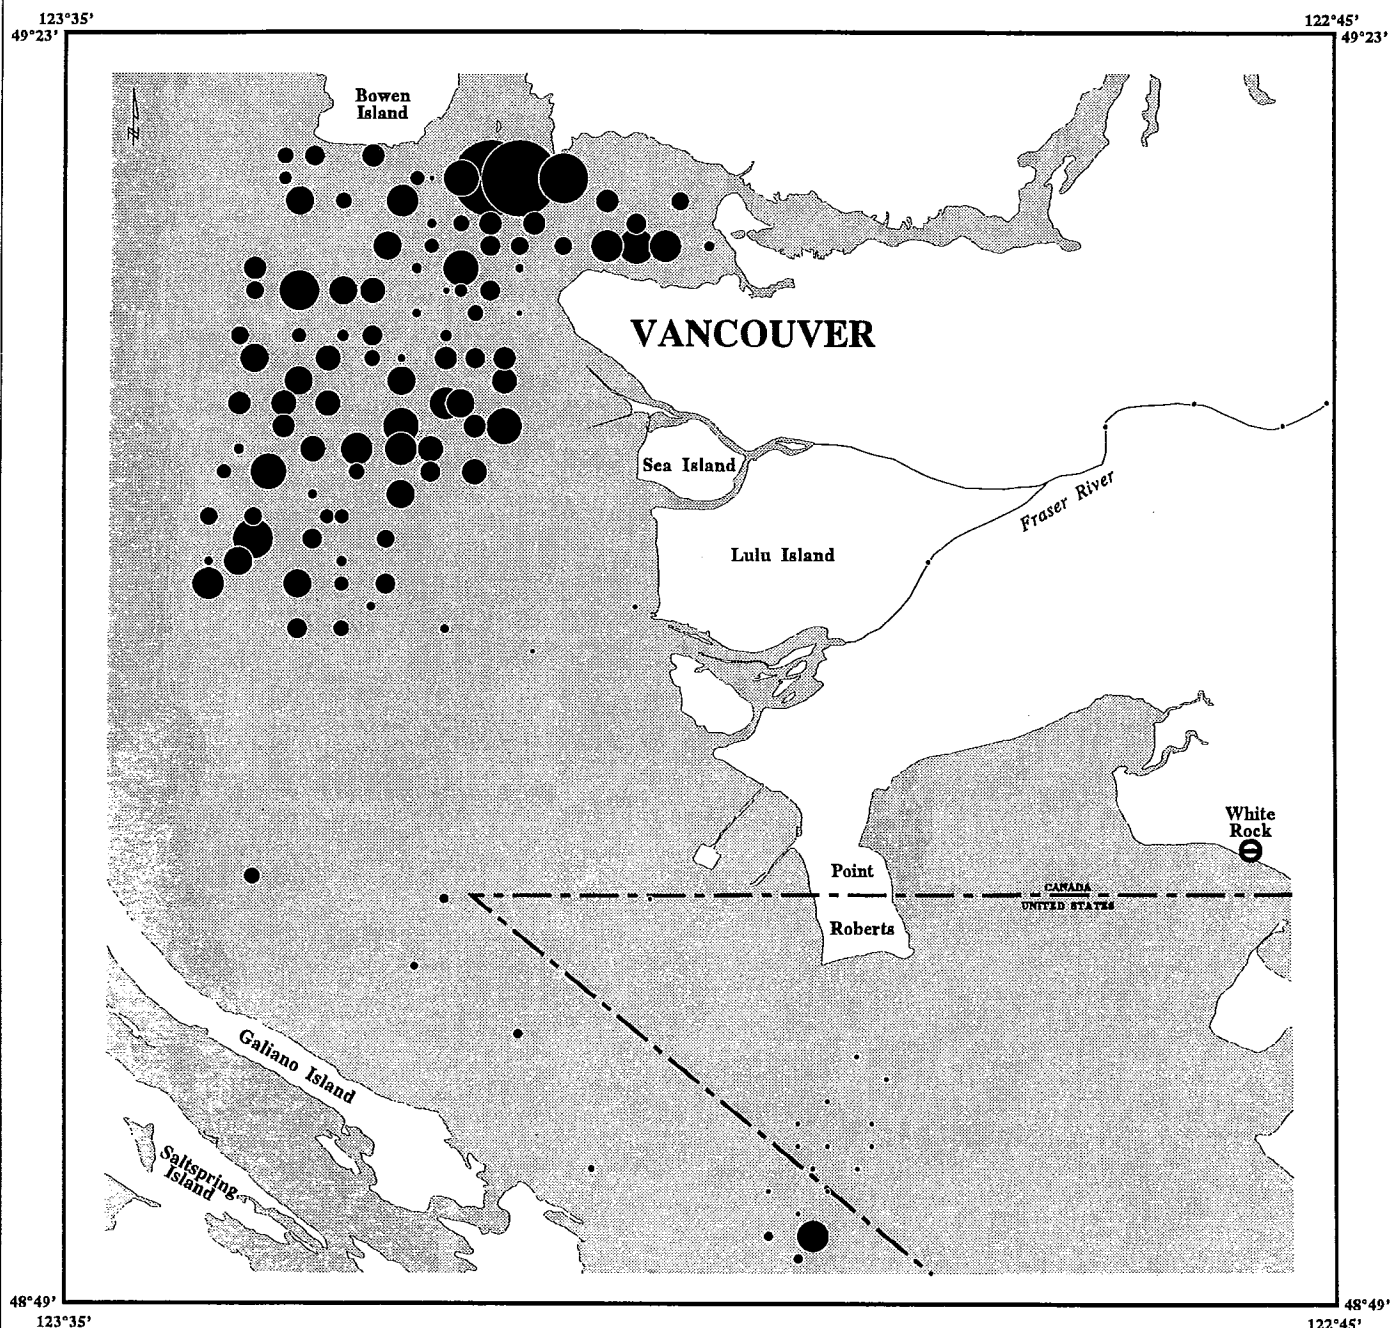 123°35'
122°45'
49°23'
49°23'
Bowen
Island
N
VANCOUVER
Sea Island
Fraser River
Lulu Island
White
Rock
Point
CANADA
UNITED STATES
Roberts
Galiano Island
Saltspring
Island
48°49'
48°49'
123°35'
122°45'